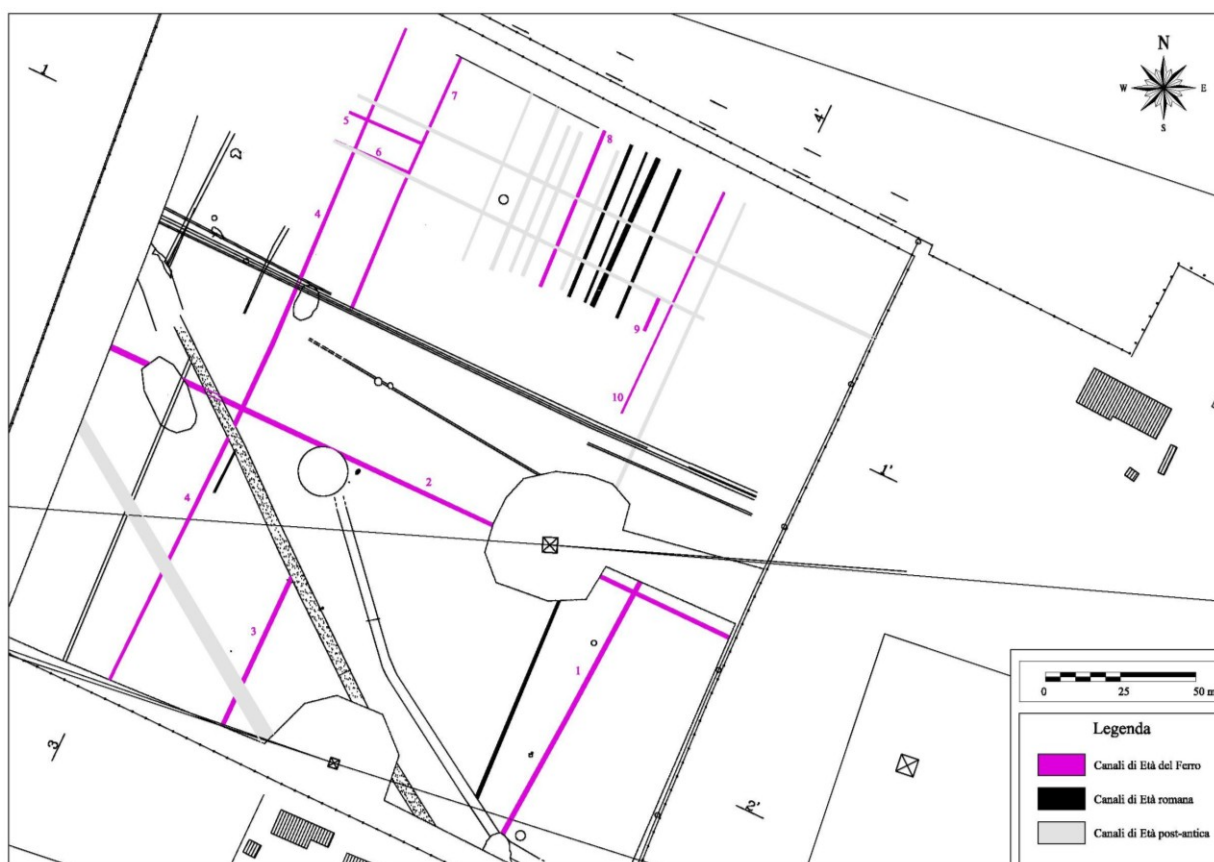 N
W E
S
1
4'
7
5
8
6
4
9
10
2
1'
4
3
1
3
2'
0 25 50 m
Legenda
Canali di Età del Ferro
Canali di Età romana
Canali di Età post-antica